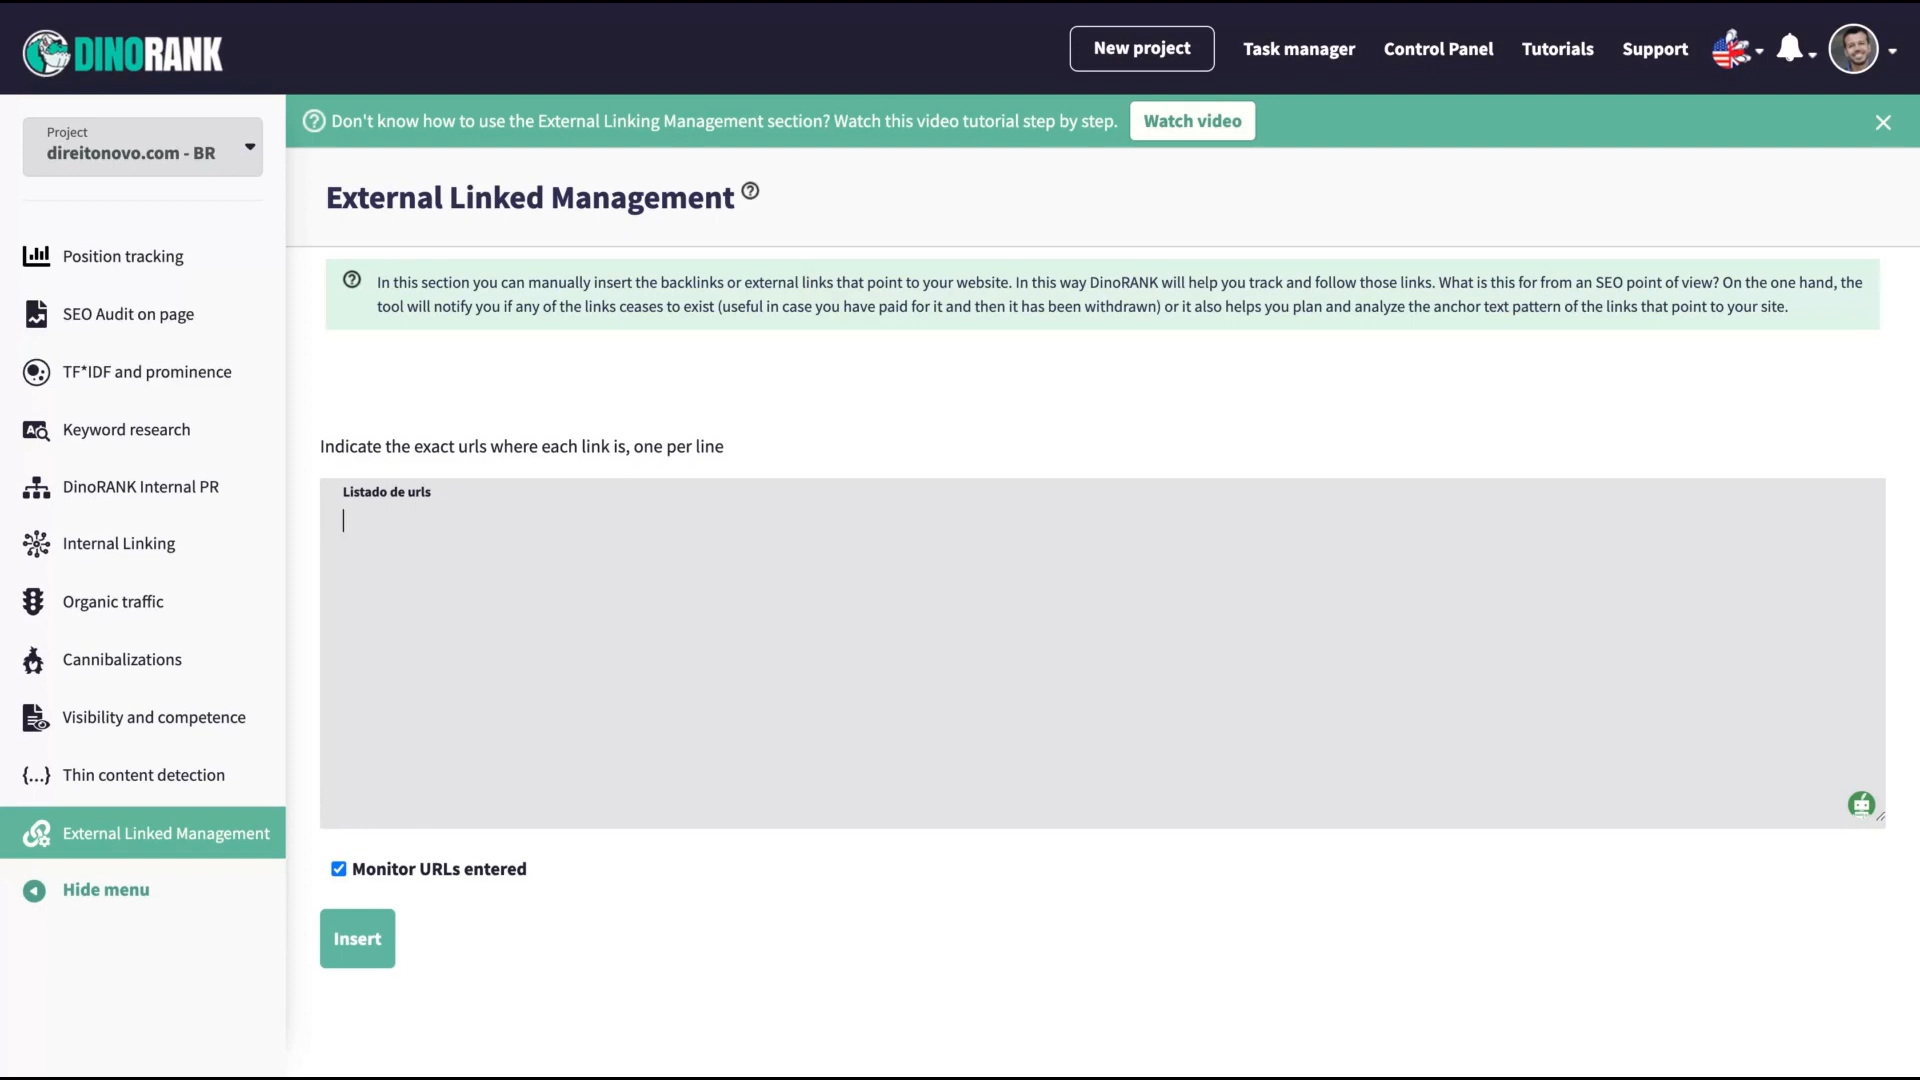 DINORANK
New project
Task manager
Control Panel
Tutorials
Support
Project
direitonovo.com - BR
Don't know how to use the External Linking Management section? Watch this video tutorial step by step.
Watch video
External Linked Management
In this section you can manually insert the backlinks or external links that point to your website. In this way DinoRANK will help you track and follow those links. What is this for from an SEO point of view? On the one hand, the
tool will notify you if any of the links ceases to exist (useful in case you have paid for it and then it has been withdrawn) or it also helps you plan and analyze the anchor text pattern of the links that point to your site.
Position tracking
SEO Audit on page
TF*IDF and prominence
Keyword research
DinoRANK Internal PR
Internal Linking
Organic traffic
Cannibalizations
Visibility and competence
Thin content detection
External Linked Management
Hide menu
Indicate the exact urls where each link is, one per line
Listado de urls
Monitor URLs entered
Insert